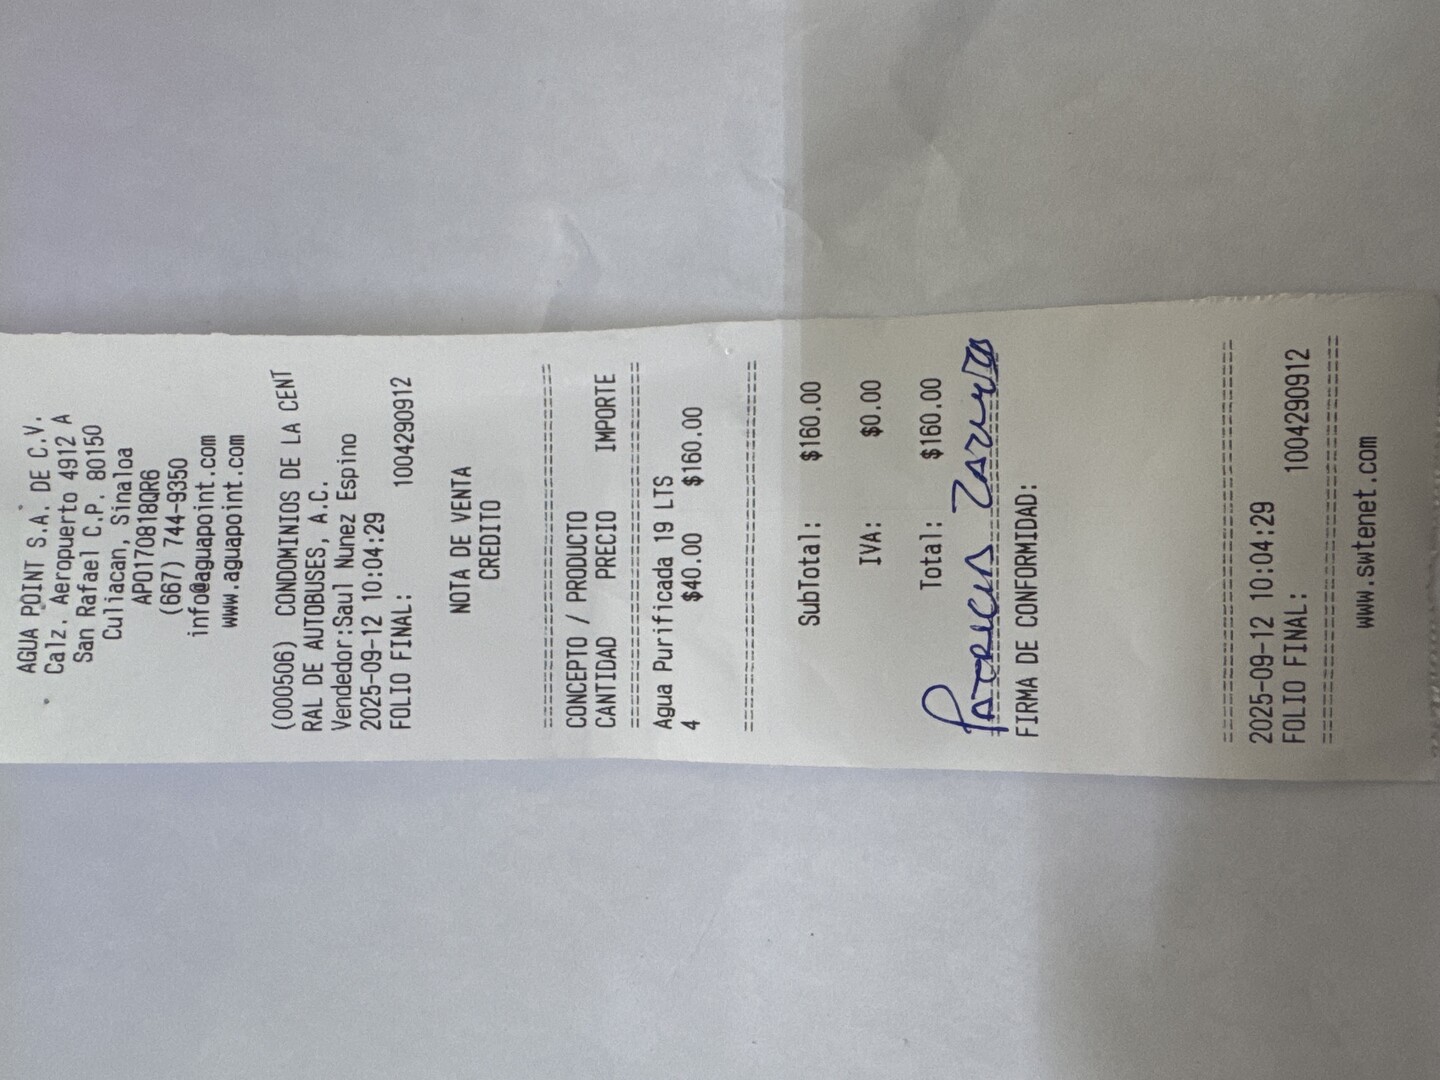 AGUA POINT S.A. DE C.V.
Calz. Aeropuerto 4912 A
San Rafael C.P. 80150
Culiacan, Sinaloa
APO170818QR6
(667) 744-9350
info@aguapoint.com
www.aguapoint.com
(000506) CONDOMINIOS DE LA CENT
RAL DE AUTOBUSES, A.C.
Vendedor:Saul Nunez Espino
2025-09-12 10:04:29
FOLIO FINAL: 1004290912
NOTA DE VENTA
CREDITO
CONCEPTO / PRODUCTO
CANTIDAD PRECIO IMPORTE
Agua Purificada 19 LTS
4 $40.00 $160.00
SubTotal: $160.00
IVA: $0.00
Total: $160.00
Patricia
FIRMA DE CONFORMIDAD:
2025-09-12 10:04:29
FOLIO FINAL: 1004290912
www.swtenet.com